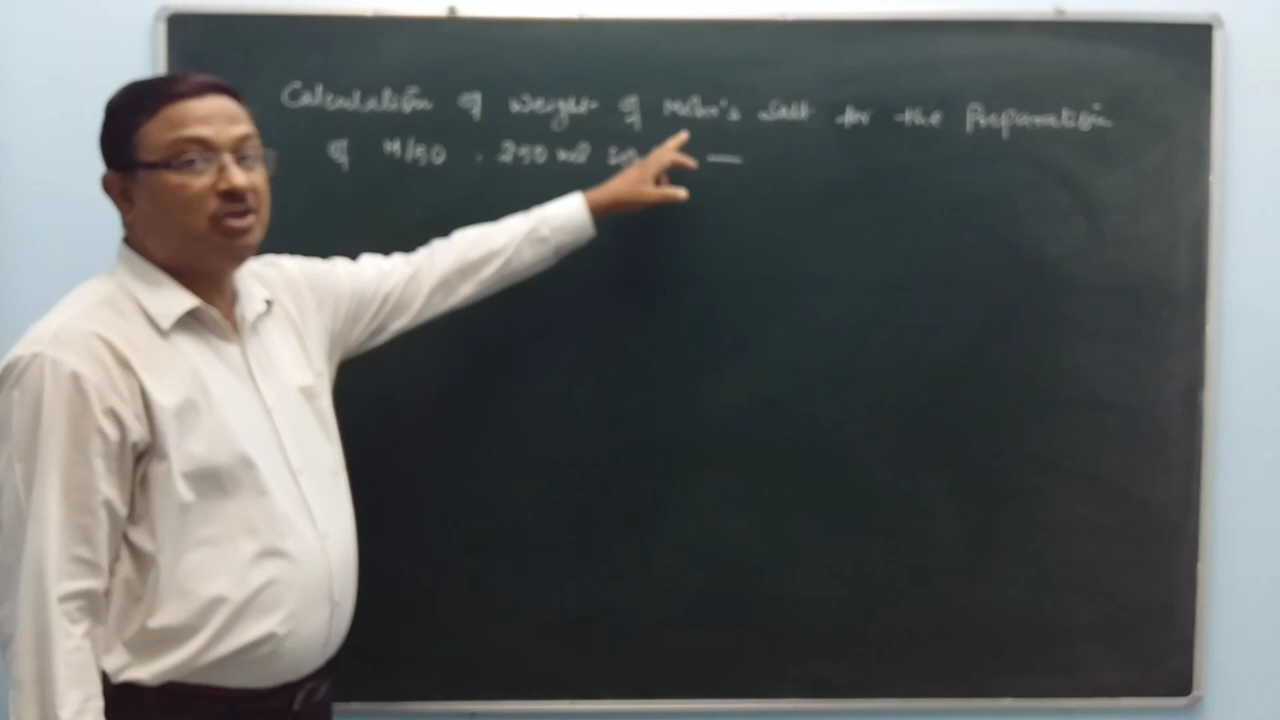 Calculation of weight of Mohr's Salt for the Preparation
of M/50 . 250 ml —